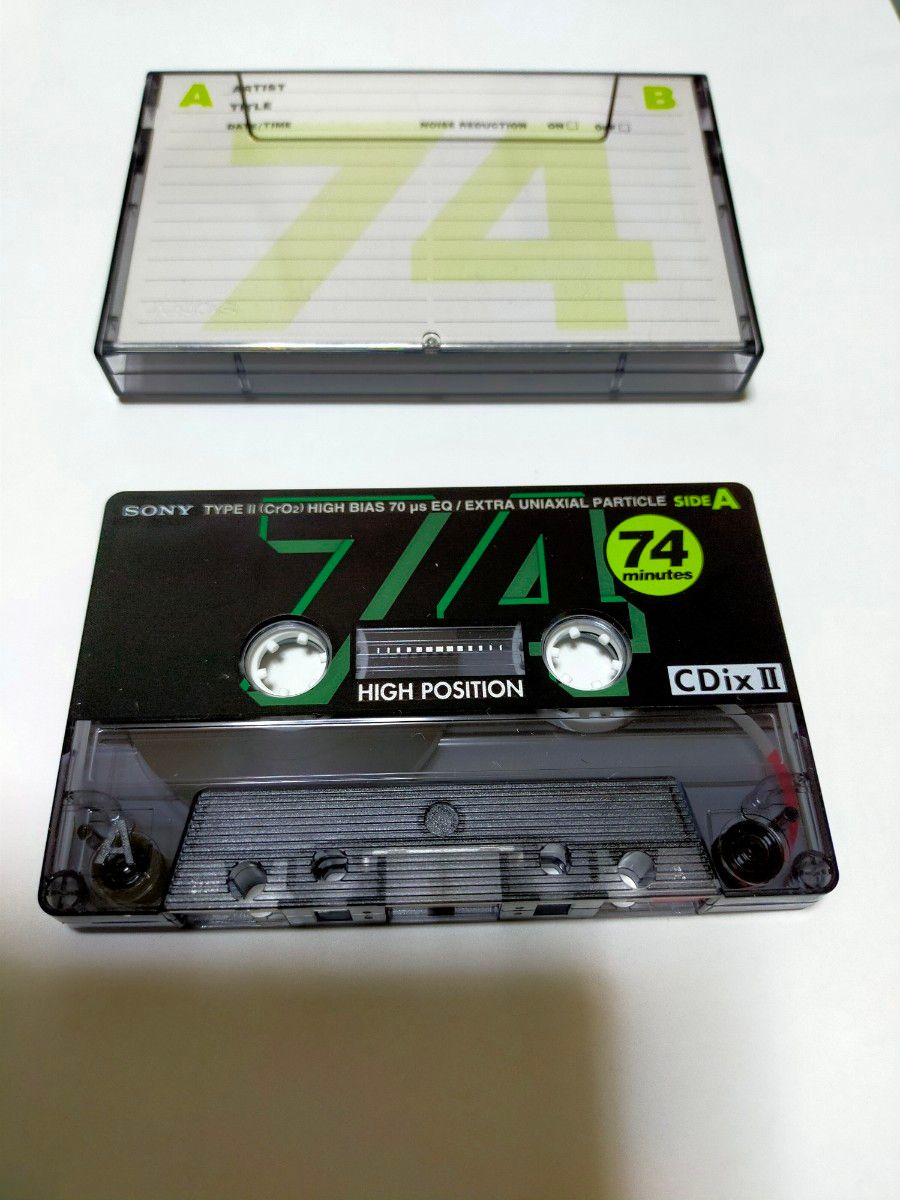 A ARTIST B
TITLE
DATE/TIME NOISE REDUCTION ON □ OFF □
74
SONY
SONY TYPE II (CrO2) HIGH BIAS 70 µs EQ / EXTRA UNIAXIAL PARTICLE SIDE A
74
74
minutes
HIGH POSITION
CDix II
A